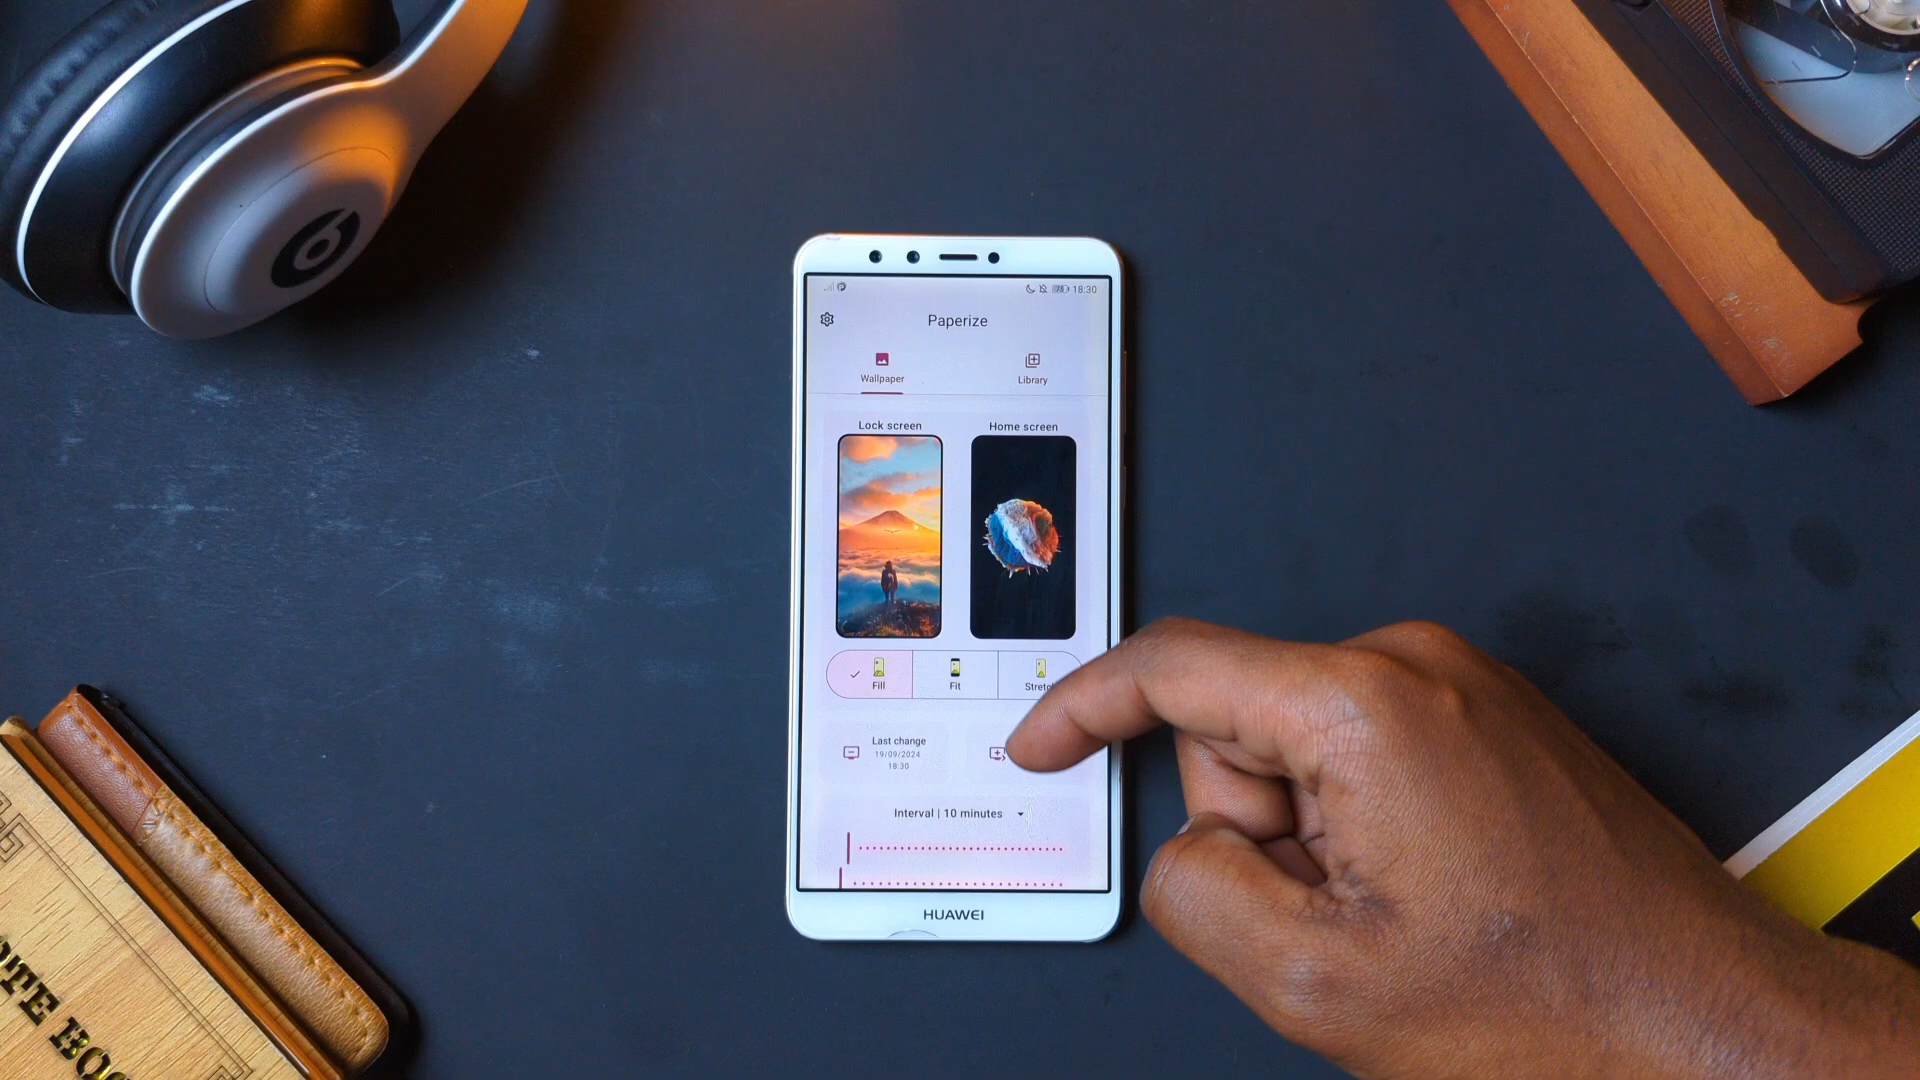 18:30
Paperize
Wallpaper
Library
Lock screen
Home screen
Fill
Fit
Last change
19/09/2024
18:30
Interval | 10 minutes
HUAWEI
b